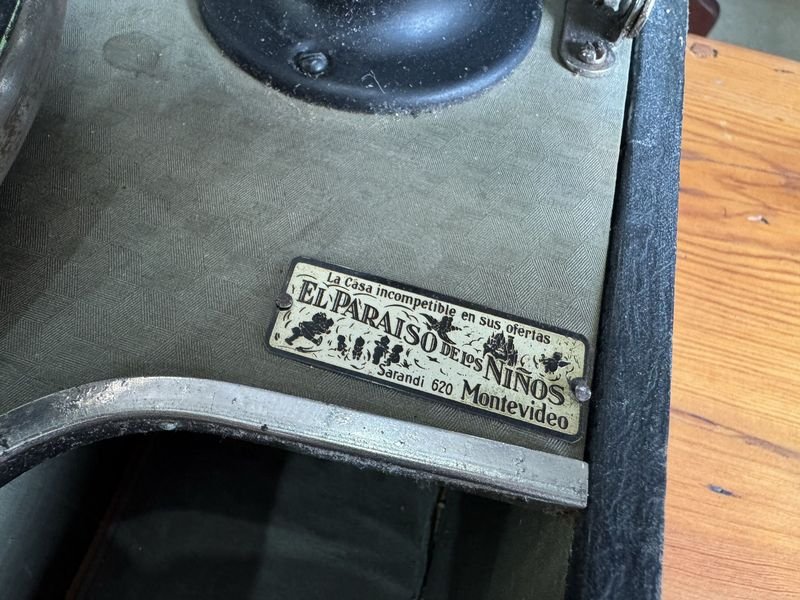 La Casa incompetible en sus ofertas
EL PARAISO DE LOS NIÑOS
Sarandi 620 Montevideo